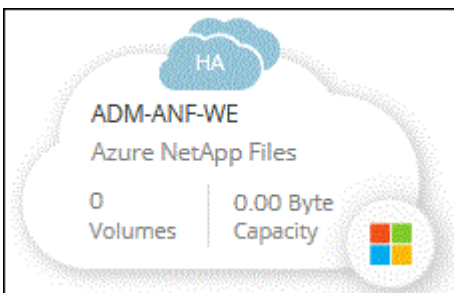 HA
ADM-ANF-WE
Azure NetApp Files
0 0.00 Byte
Volumes Capacity